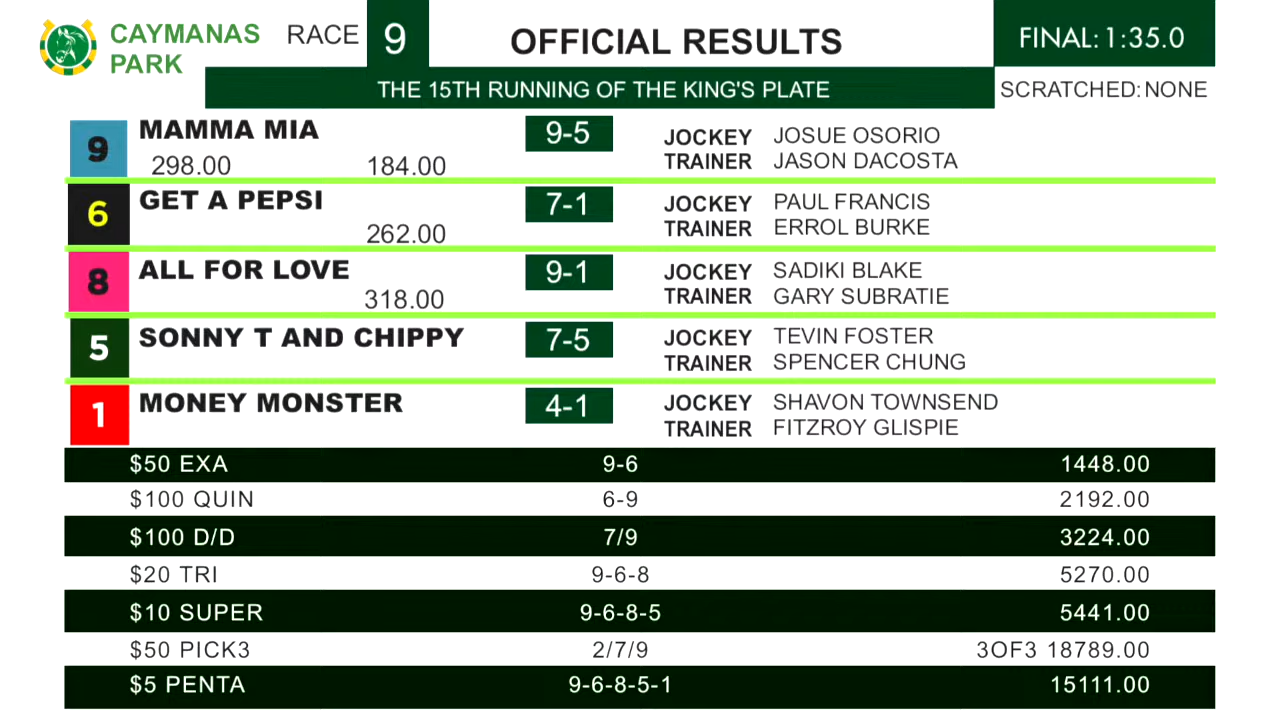 CAYMANAS PARK
RACE 9
OFFICIAL RESULTS
FINAL: 1:35.0
THE 15TH RUNNING OF THE KING'S PLATE
SCRATCHED: NONE
9 MAMMA MIA 9-5 JOCKEY JOSUE OSORIO
298.00 184.00 TRAINER JASON DACOSTA
6 GET A PEPSI 7-1 JOCKEY PAUL FRANCIS
262.00 TRAINER ERROL BURKE
8 ALL FOR LOVE 9-1 JOCKEY SADIKI BLAKE
318.00 TRAINER GARY SUBRATIE
5 SONNY T AND CHIPPY 7-5 JOCKEY TEVIN FOSTER
TRAINER SPENCER CHUNG
1 MONEY MONSTER 4-1 JOCKEY SHAVON TOWNSEND
TRAINER FITZROY GLISPIE
$50 EXA 9-6 1448.00
$100 QUIN 6-9 2192.00
$100 D/D 7/9 3224.00
$20 TRI 9-6-8 5270.00
$10 SUPER 9-6-8-5 5441.00
$50 PICK3 2/7/9 3OF3 18789.00
$5 PENTA 9-6-8-5-1 15111.00